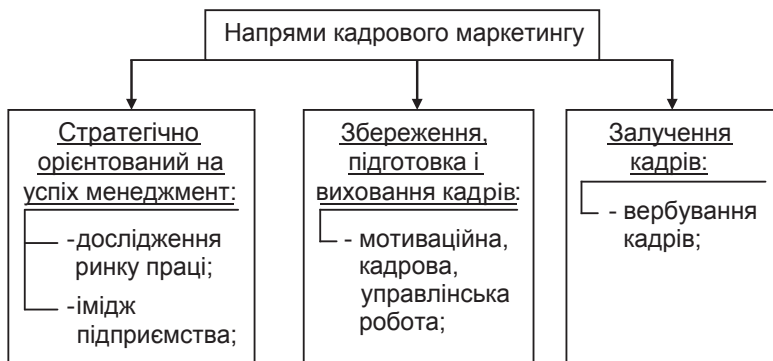 Напрями кадрового маркетингу
Стратегічно
орієнтований на
успіх менеджмент:
-дослідження
ринку праці;
-імідж
підприємства;
Збереження,
підготовка і
виховання кадрів:
- мотиваційна,
кадрова,
управлінська
робота;
Залучення
кадрів:
- вербування
кадрів;